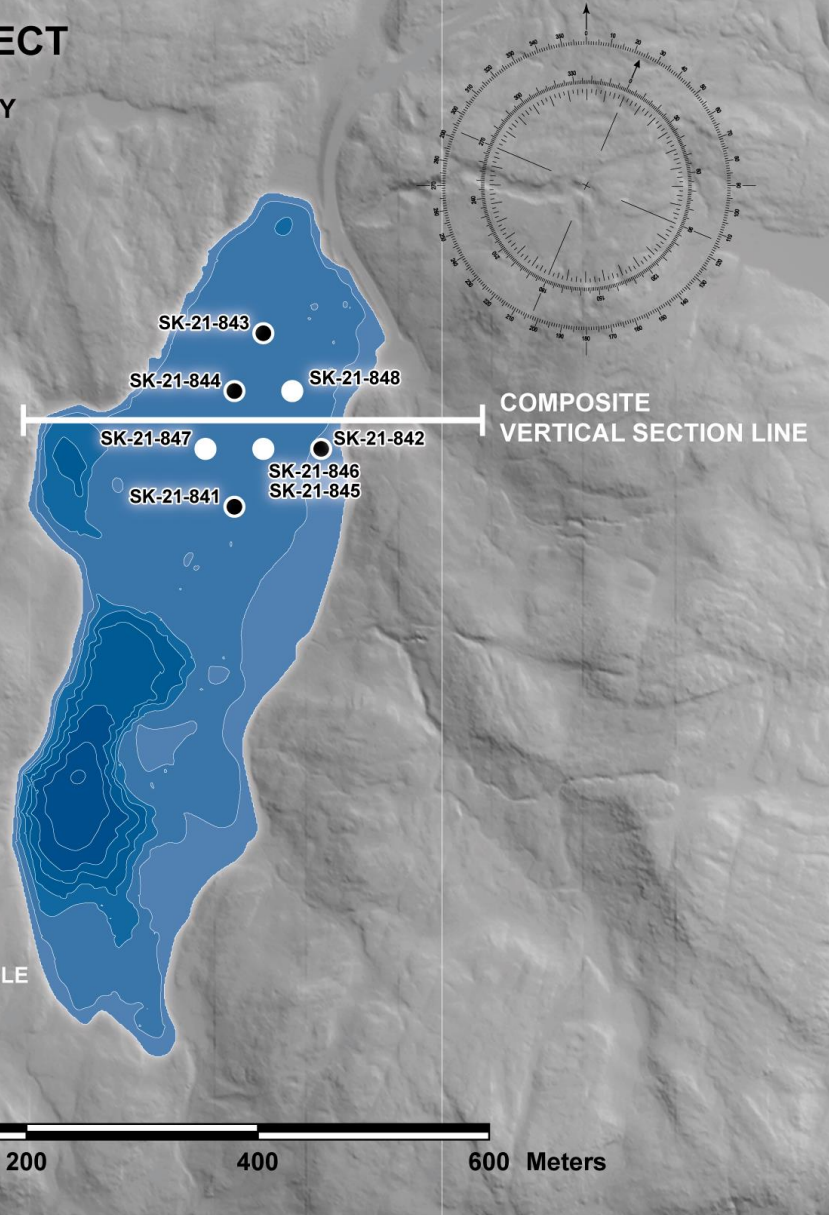 ECT
Y
SK-21-843
SK-21-844
SK-21-848
COMPOSITE
VERTICAL SECTION LINE
SK-21-847
SK-21-842
SK-21-846
SK-21-845
SK-21-841
LE
200 400 600 Meters